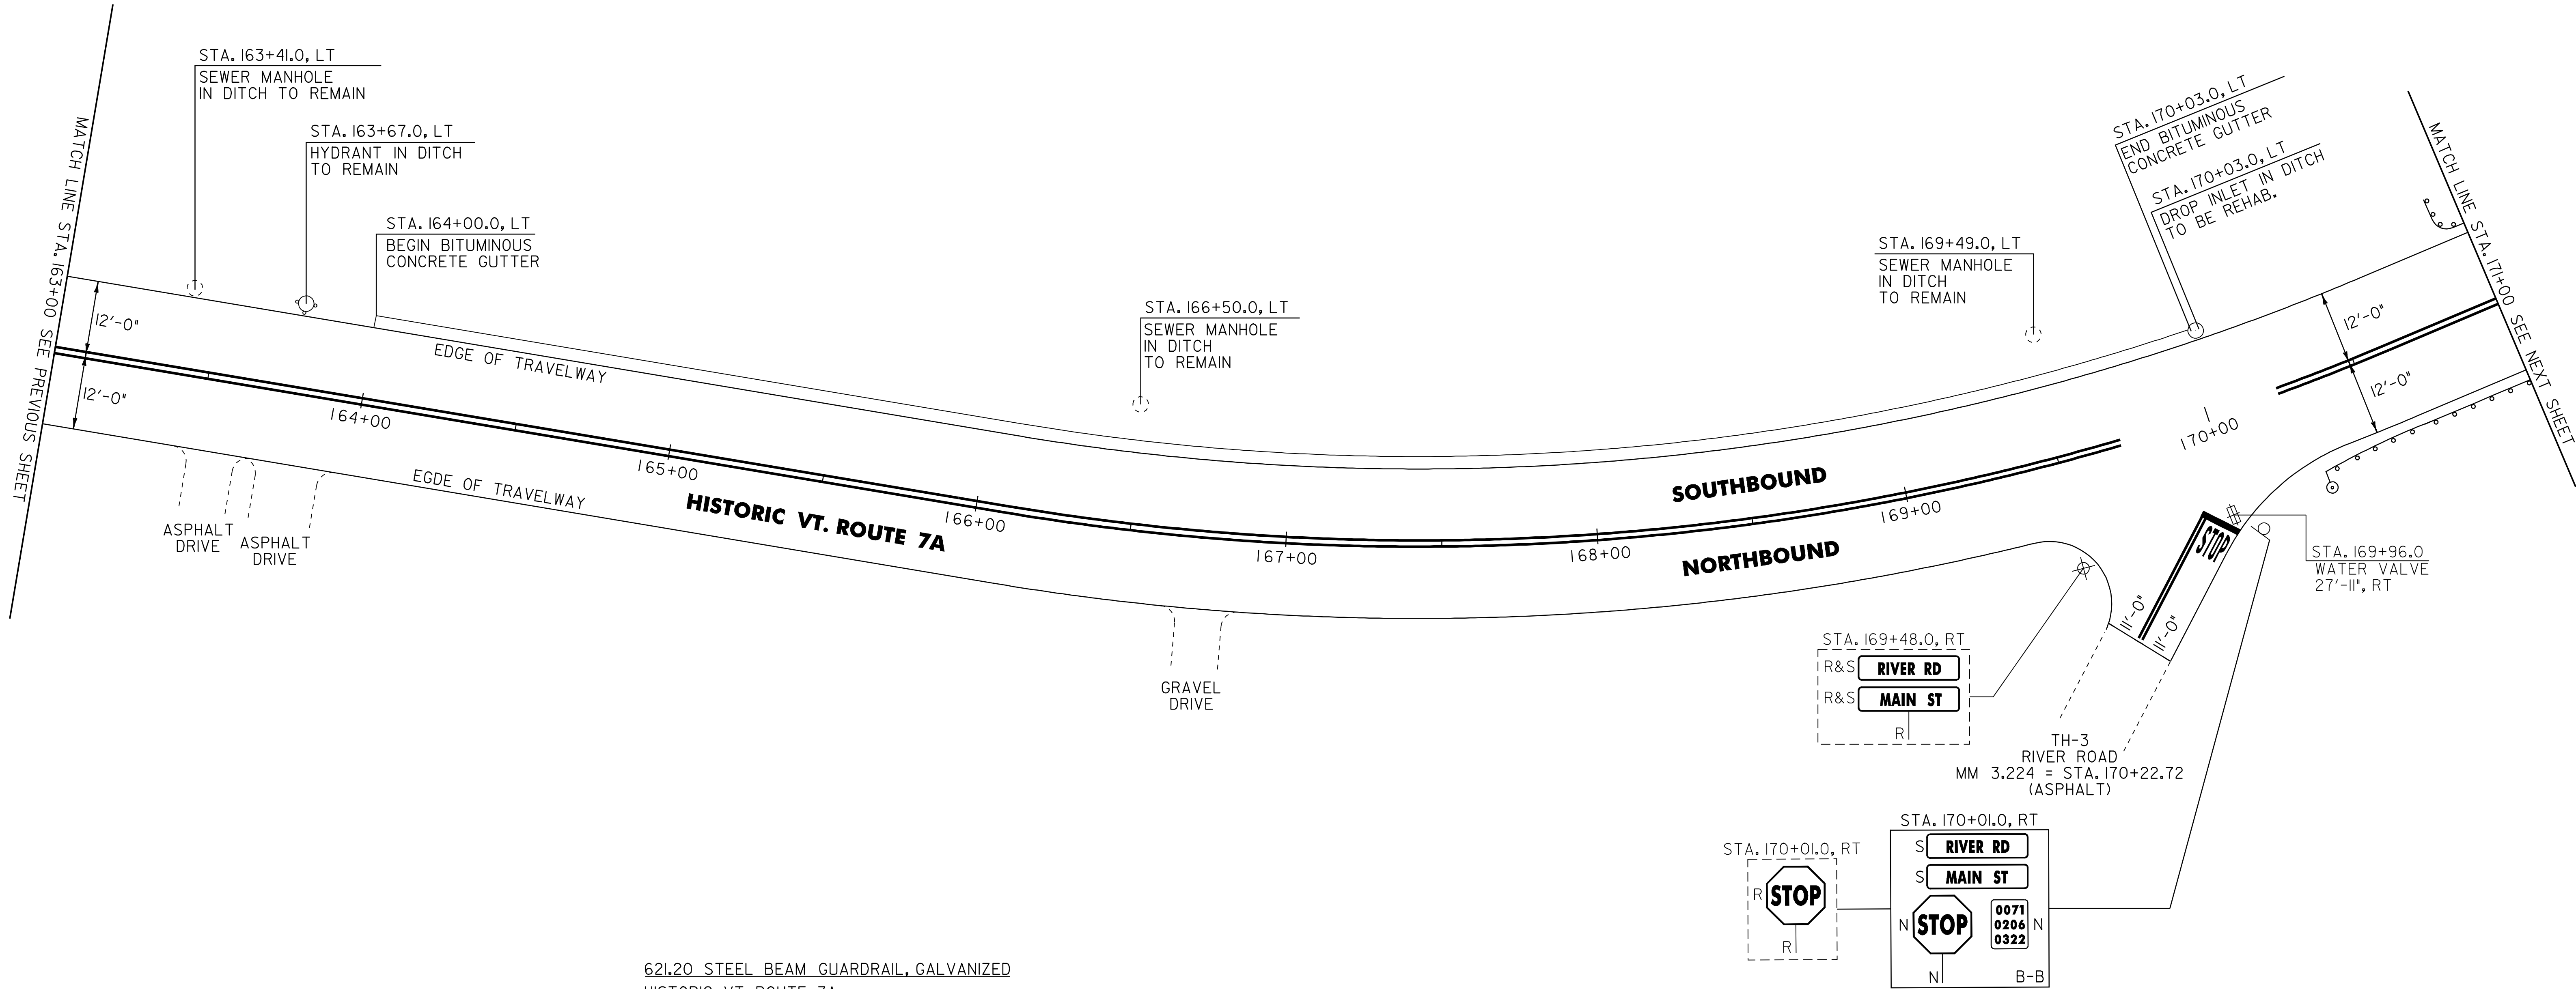 STA. 163+41.0, LT
SEWER MANHOLE
IN DITCH TO REMAIN
STA. 163+67.0, LT
HYDRANT IN DITCH
TO REMAIN
STA. 164+00.0, LT
BEGIN BITUMINOUS
CONCRETE GUTTER
MATCH LINE STA. 163+00 SEE PREVIOUS SHEET
12'-0"
12'-0"
EDGE OF TRAVELWAY
EGDE OF TRAVELWAY
164+00
165+00
166+00
167+00
168+00
169+00
170+00
HISTORIC VT. ROUTE 7A
ASPHALT
DRIVE
ASPHALT
DRIVE
STA. 166+50.0, LT
SEWER MANHOLE
IN DITCH
TO REMAIN
GRAVEL
DRIVE
SOUTHBOUND
NORTHBOUND
STA. 169+49.0, LT
SEWER MANHOLE
IN DITCH
TO REMAIN
STA. 170+03.0, LT
END BITUMINOUS
CONCRETE GUTTER
STA. 170+03.0, LT
DROP INLET IN DITCH
TO BE REHAB.
MATCH LINE STA. 171+00 SEE NEXT SHEET
12'-0"
12'-0"
STOP
11'-0"
11'-0"
STA. 169+96.0
WATER VALVE
27'-11", RT
STA. 169+48.0, RT
R&S RIVER RD
R&S MAIN ST
R
TH-3
RIVER ROAD
MM 3.224 = STA. 170+22.72
(ASPHALT)
STA. 170+01.0, RT
R STOP
R
STA. 170+01.0, RT
S RIVER RD
S MAIN ST
N STOP
0071
0206 N
0322
N
B-B
621.20 STEEL BEAM GUARDRAIL, GALVANIZED
HISTORIC VT. ROUTE 7A